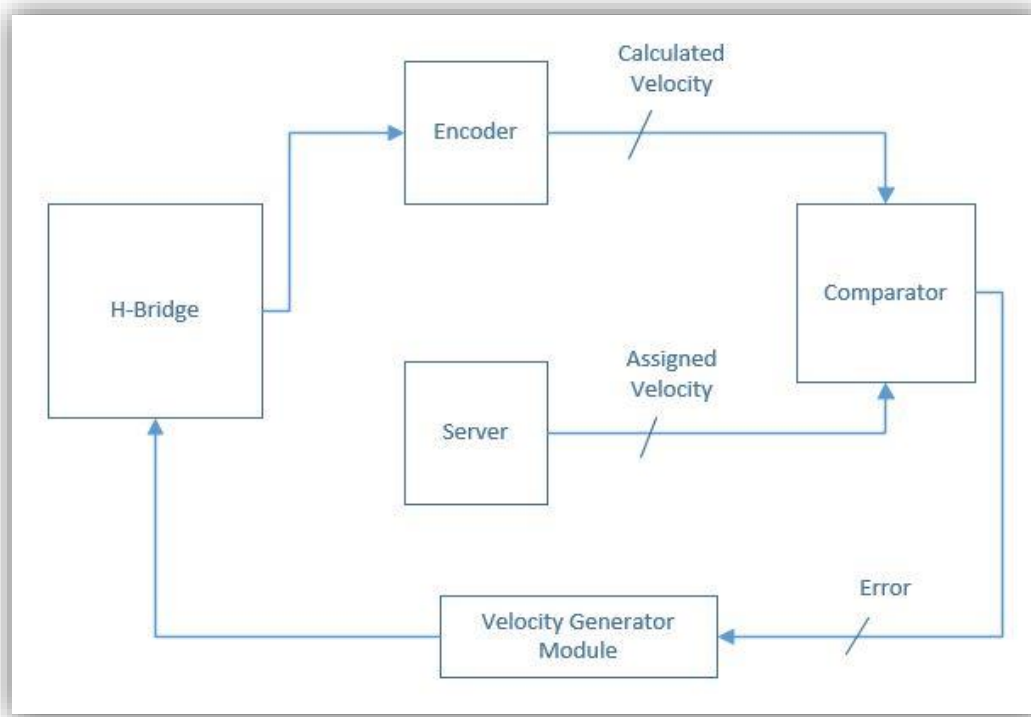 Calculated
Velocity
Encoder
H-Bridge
Comparator
Assigned
Velocity
Server
Error
Velocity Generator
Module